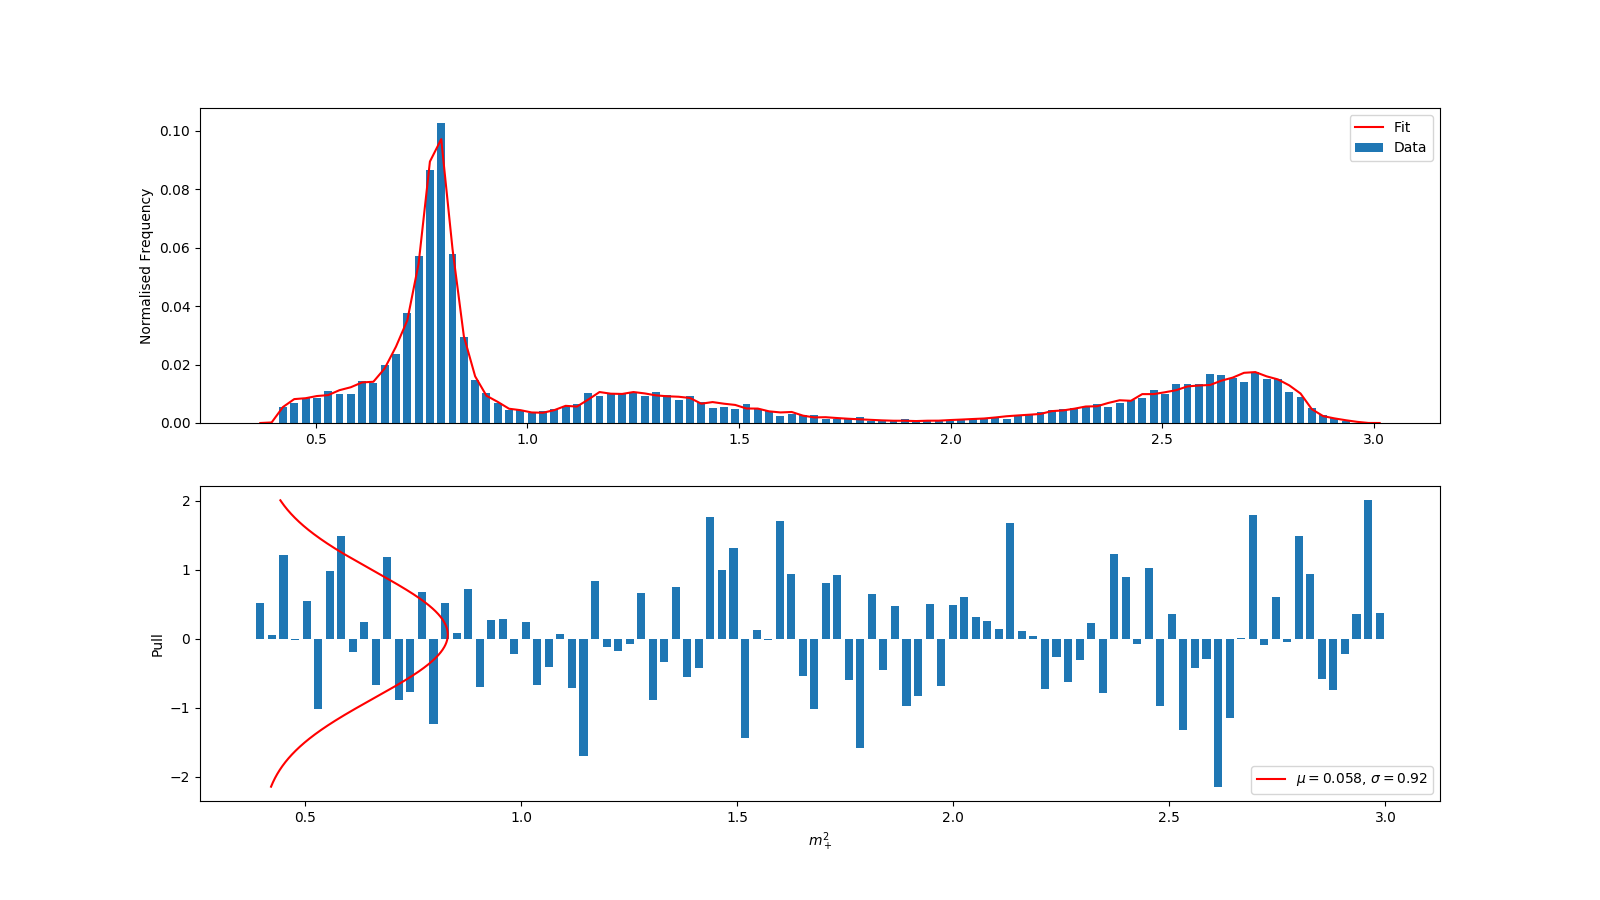 0.10
0.08
0.06
0.04
0.02
0.00
Normalised Frequency
Fit
Data
0.5 1.0 1.5 2.0 2.5 3.0
2
1
0
−1
−2
Pull
μ = 0.058, σ = 0.92
0.5 1.0 1.5 2.0 2.5 3.0
m²₊